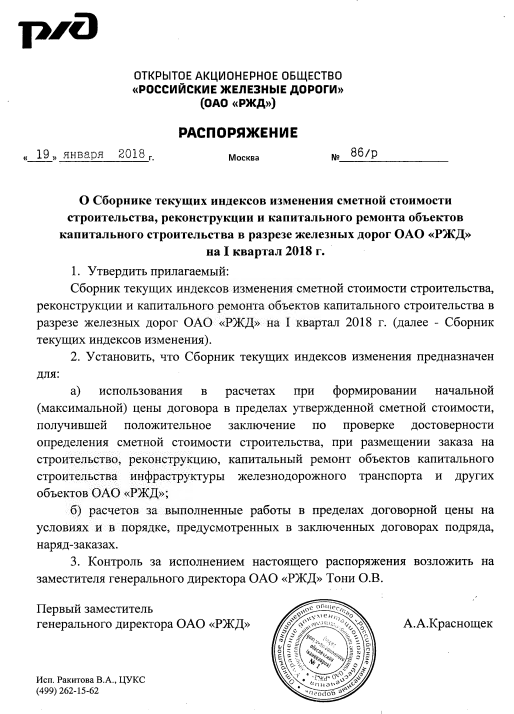 ржд
ОТКРЫТОЕ АКЦИОНЕРНОЕ ОБЩЕСТВО
«РОССИЙСКИЕ ЖЕЛЕЗНЫЕ ДОРОГИ»
(ОАО «РЖД»)
РАСПОРЯЖЕНИЕ
« 19 » января 2018 г. Москва № 86/р
О Сборнике текущих индексов изменения сметной стоимости
строительства, реконструкции и капитального ремонта объектов
капитального строительства в разрезе железных дорог ОАО «РЖД»
на I квартал 2018 г.
1. Утвердить прилагаемый:
Сборник текущих индексов изменения сметной стоимости строительства,
реконструкции и капитального ремонта объектов капитального строительства в
разрезе железных дорог ОАО «РЖД» на I квартал 2018 г. (далее - Сборник
текущих индексов изменения).
2. Установить, что Сборник текущих индексов изменения предназначен
для:
а) использования в расчетах при формировании начальной
(максимальной) цены договора в пределах утвержденной сметной стоимости,
получившей положительное заключение по проверке достоверности
определения сметной стоимости строительства, при размещении заказа на
строительство, реконструкцию, капитальный ремонт объектов капитального
строительства инфраструктуры железнодорожного транспорта и других
объектов ОАО «РЖД»;
б) расчетов за выполненные работы в пределах договорной цены на
условиях и в порядке, предусмотренных в заключенных договорах подряда,
наряд-заказах.
3. Контроль за исполнением настоящего распоряжения возложить на
заместителя генерального директора ОАО «РЖД» Тони О.В.
Первый заместитель
генерального директора ОАО «РЖД» А.А.Краснощек
Исп. Ракитова В.А., ЦУКС
(499) 262-15-62